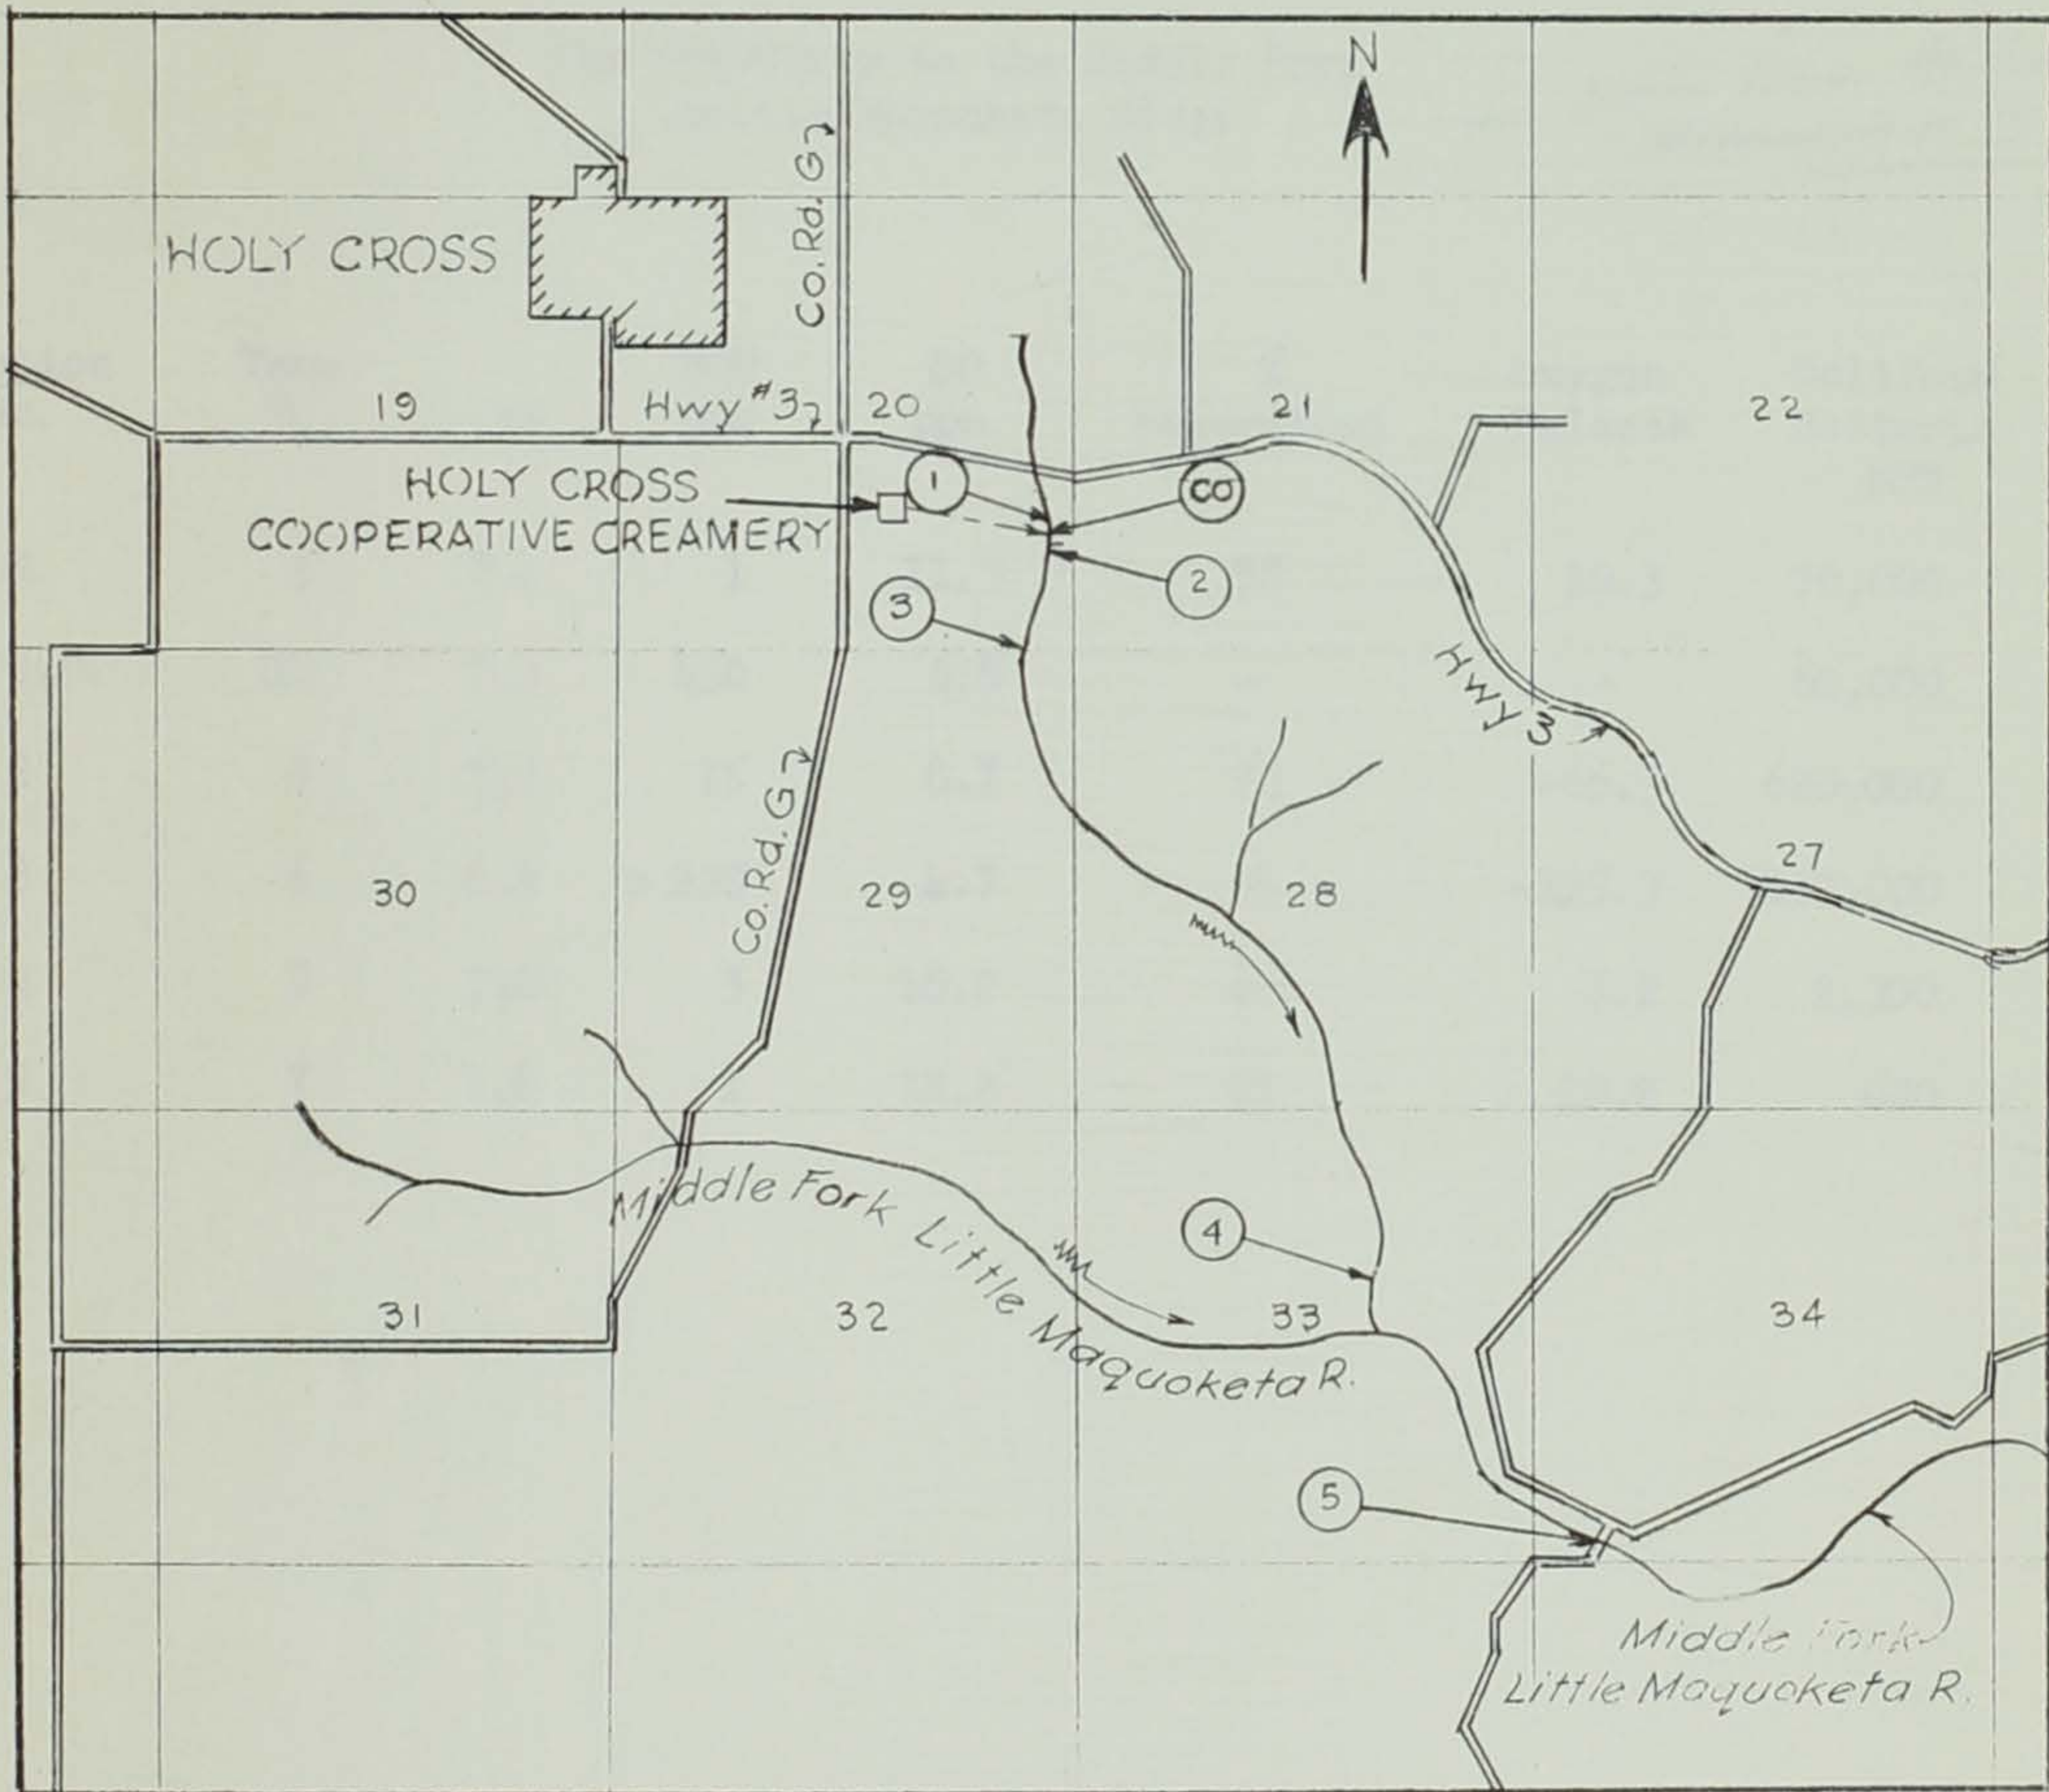 N
Co. Rd. G
HOLY CROSS
19
Hwy #3
20
21
22
HOLY CROSS
COOPERATIVE CREAMERY
1
CO
2
3
Hwy 3
27
Co. Rd. G
30
29
28
Middle Fork Little Maquoketa R.
4
31
32
33
34
5
Middle Fork
Little Maquoketa R.